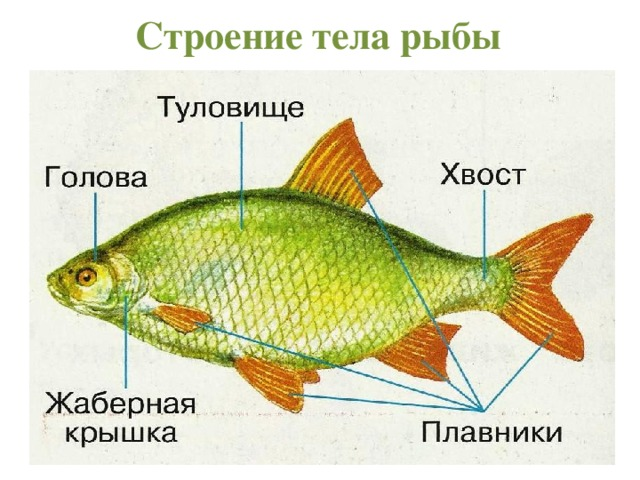 Строение тела рыбы
Туловище
Голова
Хвост
Жаберная
крышка
Плавники